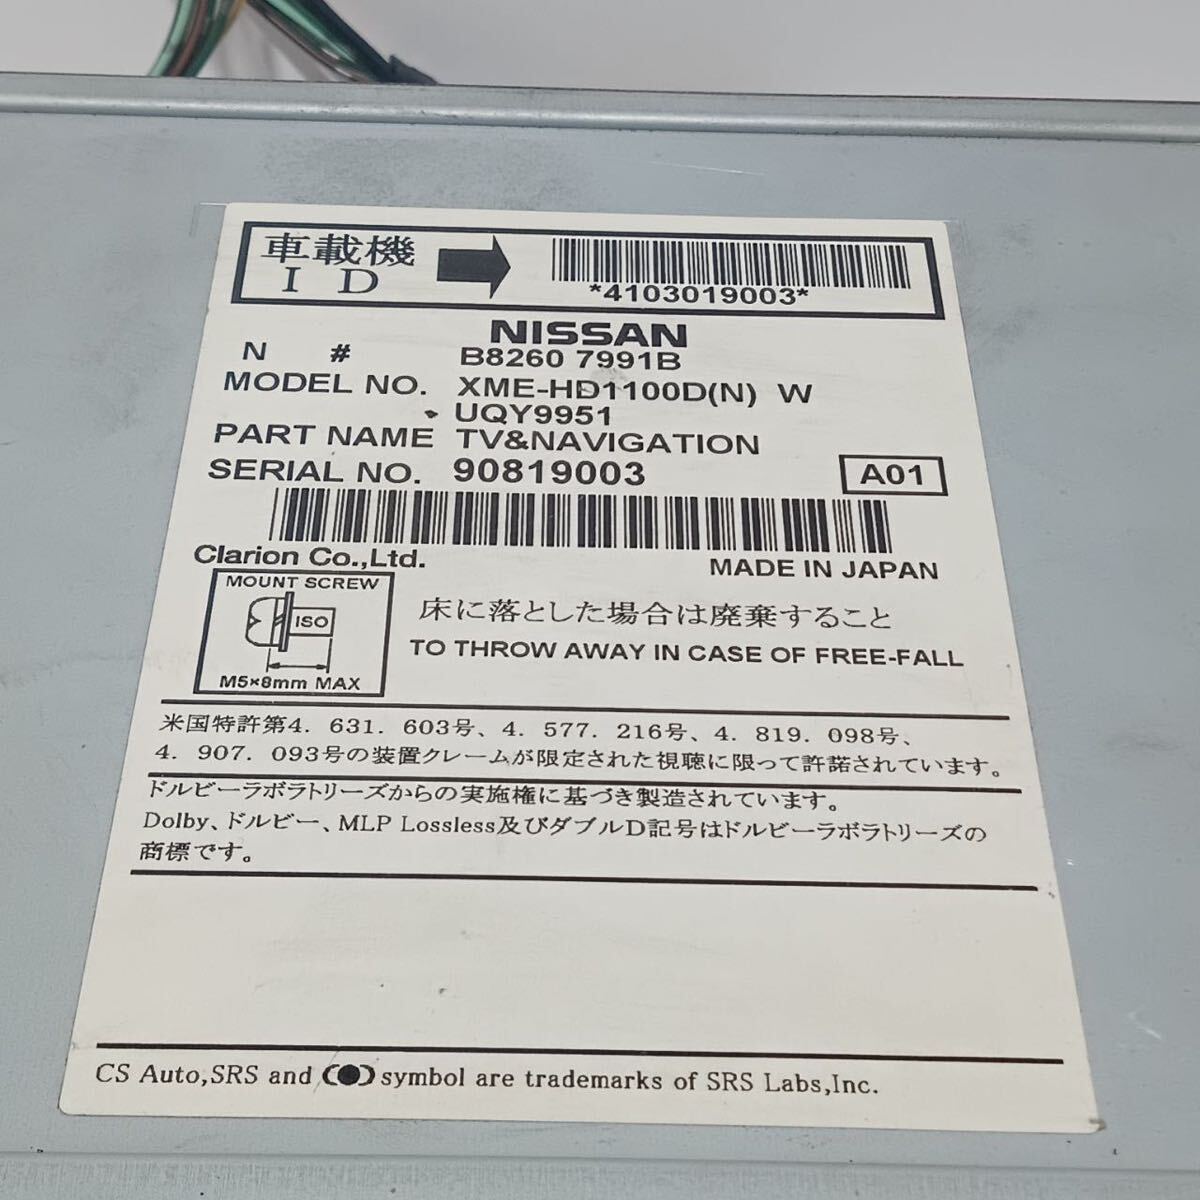 車載機
ID
*4103019003*
NISSAN
N # B8260 7991B
MODEL NO. XME-HD1100D(N) W
UQY9951
PART NAME TV&NAVIGATION
SERIAL NO. 90819003
A01
Clarion Co.,Ltd.
MADE IN JAPAN
MOUNT SCREW
ISO
M5×8mm MAX
床に落とした場合は廃棄すること
TO THROW AWAY IN CASE OF FREE-FALL
米国特許第4. 631. 603号、4. 577. 216号、4. 819. 098号、
4. 907. 093号の装置クレームが限定された視聴に限って許諾されています。
ドルビーラボラトリーズからの実施権に基づき製造されています。
Dolby、ドルビー、MLP Lossless及びダブルD記号はドルビーラボラトリーズの
商標です。
CS Auto,SRS and symbol are trademarks of SRS Labs,Inc.